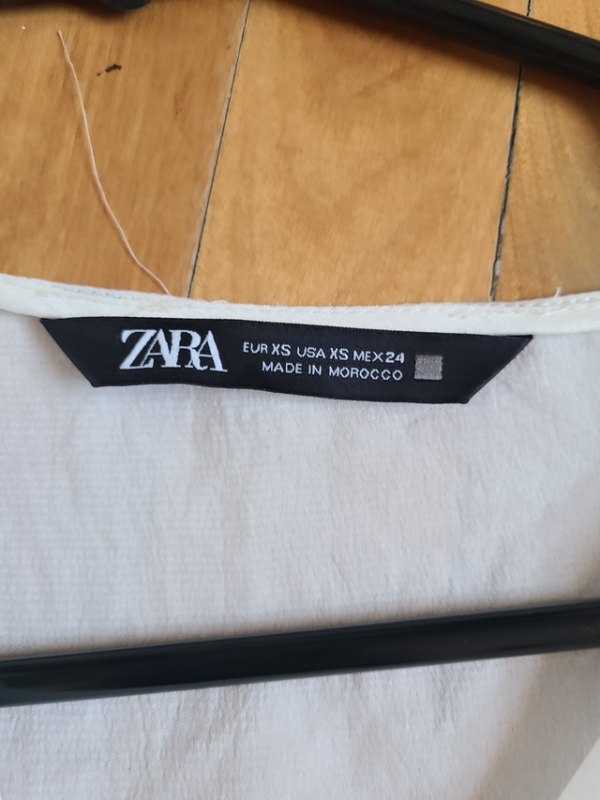 ZARA
EUR XS USA XS MEX 24
MADE IN MOROCCO